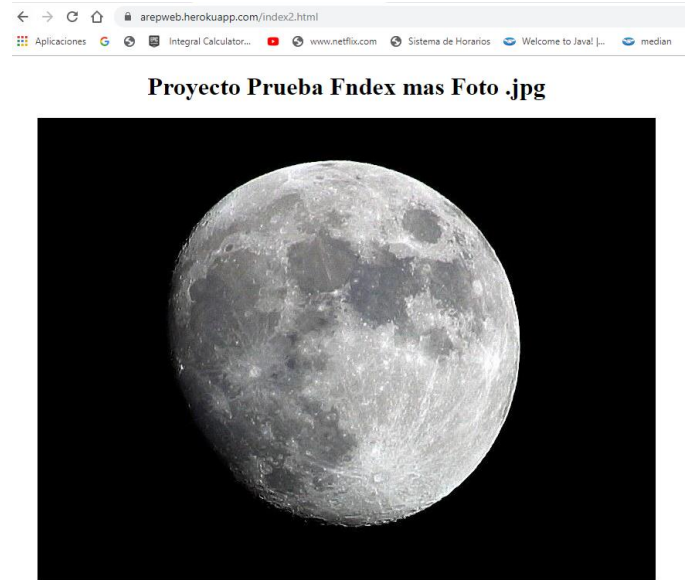 arepweb.herokuapp.com/index2.html
Aplicaciones Integral Calculator... www.netflix.com Sistema de Horarios Welcome to Java! |... median
Proyecto Prueba Fndex mas Foto .jpg